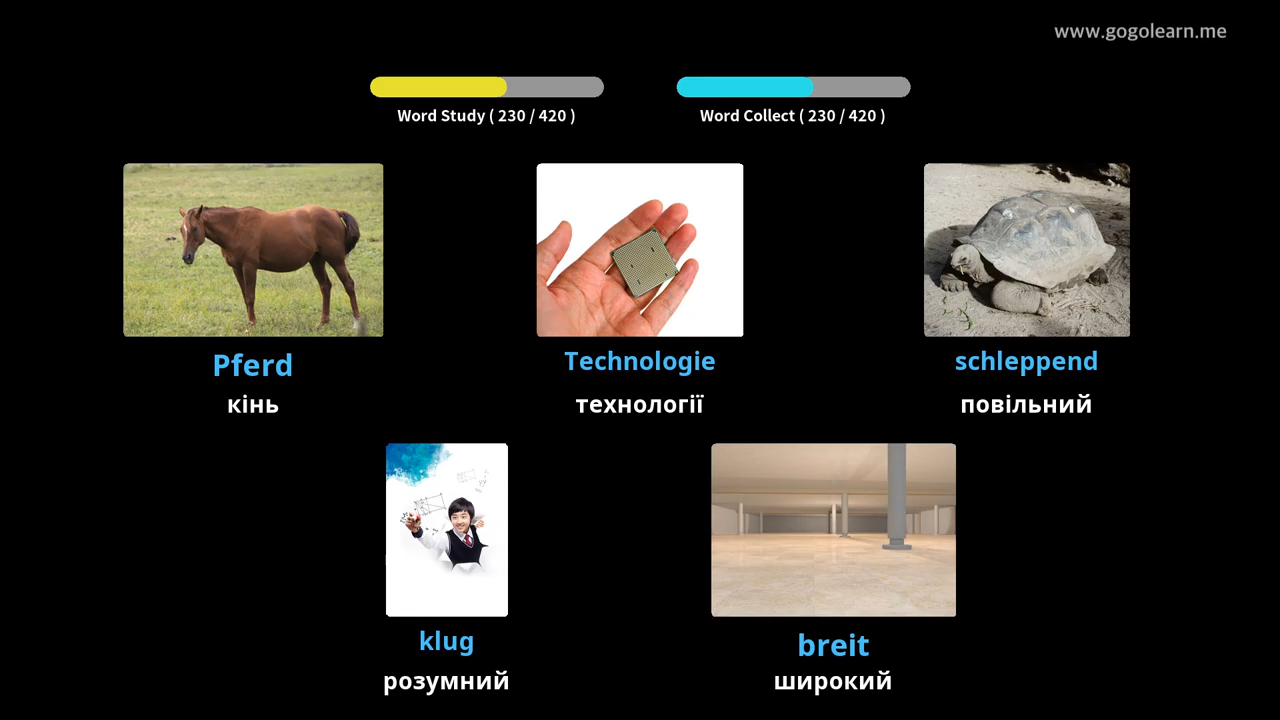 www.gogolearn.me
Word Study ( 230 / 420 )
Word Collect ( 230 / 420 )
Pferd
кінь
Technologie
технології
schleppend
повільний
klug
розумний
breit
широкий